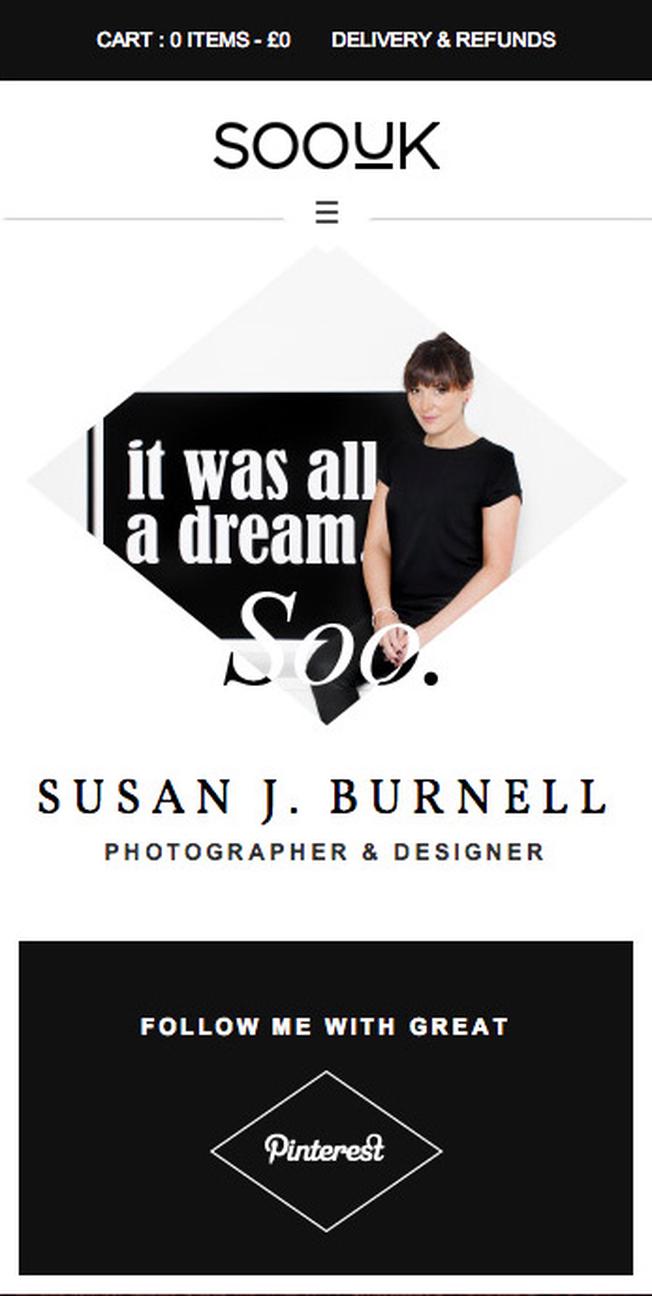 CART : 0 ITEMS - £0 DELIVERY & REFUNDS
SOOUK
it was all
a dream.
Soo.
SUSAN J. BURNELL
PHOTOGRAPHER & DESIGNER
FOLLOW ME WITH GREAT
Pinterest